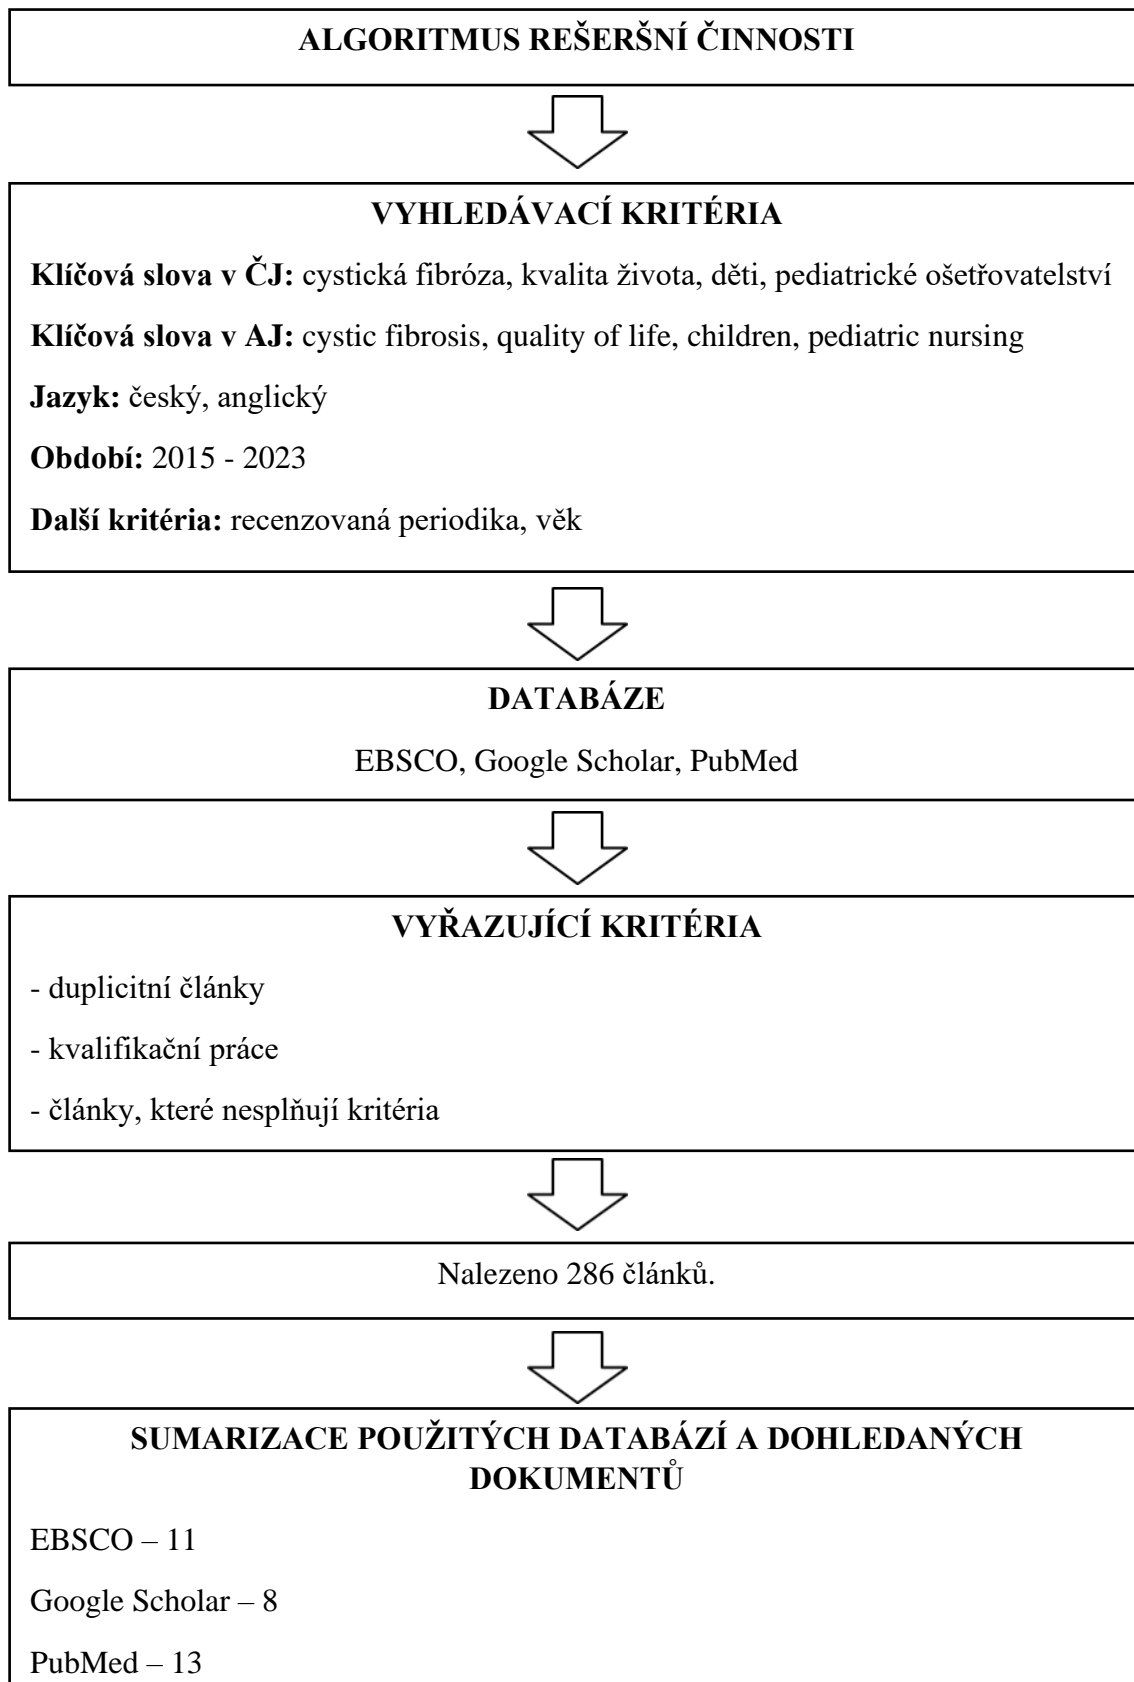 ALGORITMUS REŠERŠNÍ ČINNOSTI
VYHLEDÁVACÍ KRITÉRIA
Klíčová slova v ČJ: cystická fibróza, kvalita života, děti, pediatrické ošetřovatelství
Klíčová slova v AJ: cystic fibrosis, quality of life, children, pediatric nursing
Jazyk: český, anglický
Období: 2015 - 2023
Další kritéria: recenzovaná periodika, věk
DATABÁZE
EBSCO, Google Scholar, PubMed
VYŘAZUJÍCÍ KRITÉRIA
- duplicitní články
- kvalifikační práce
- články, které nesplňují kritéria
Nalezeno 286 článků.
SUMARIZACE POUŽITÝCH DATABÁZÍ A DOHLEDANÝCH
DOKUMENTŮ
EBSCO – 11
Google Scholar – 8
PubMed – 13